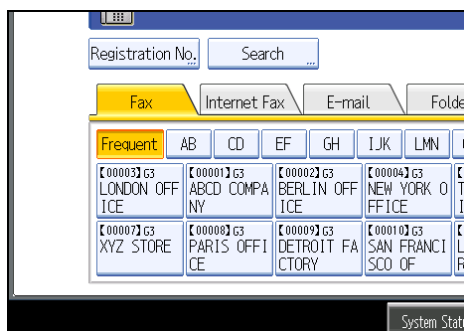 Registration No. Search
Fax Internet Fax E-mail Folde
Frequent AB CD EF GH IJK LMN
【00003】G3 【00001】G3 【00002】G3 【00004】G3
LONDON OFF ABCD COMPA BERLIN OFF NEW YORK O
ICE NY ICE FFICE
【00007】G3 【00008】G3 【00009】G3 【00010】G3
XYZ STORE PARIS OFFI DETROIT FA SAN FRANCI
CE CTORY SCO OF
System Statu